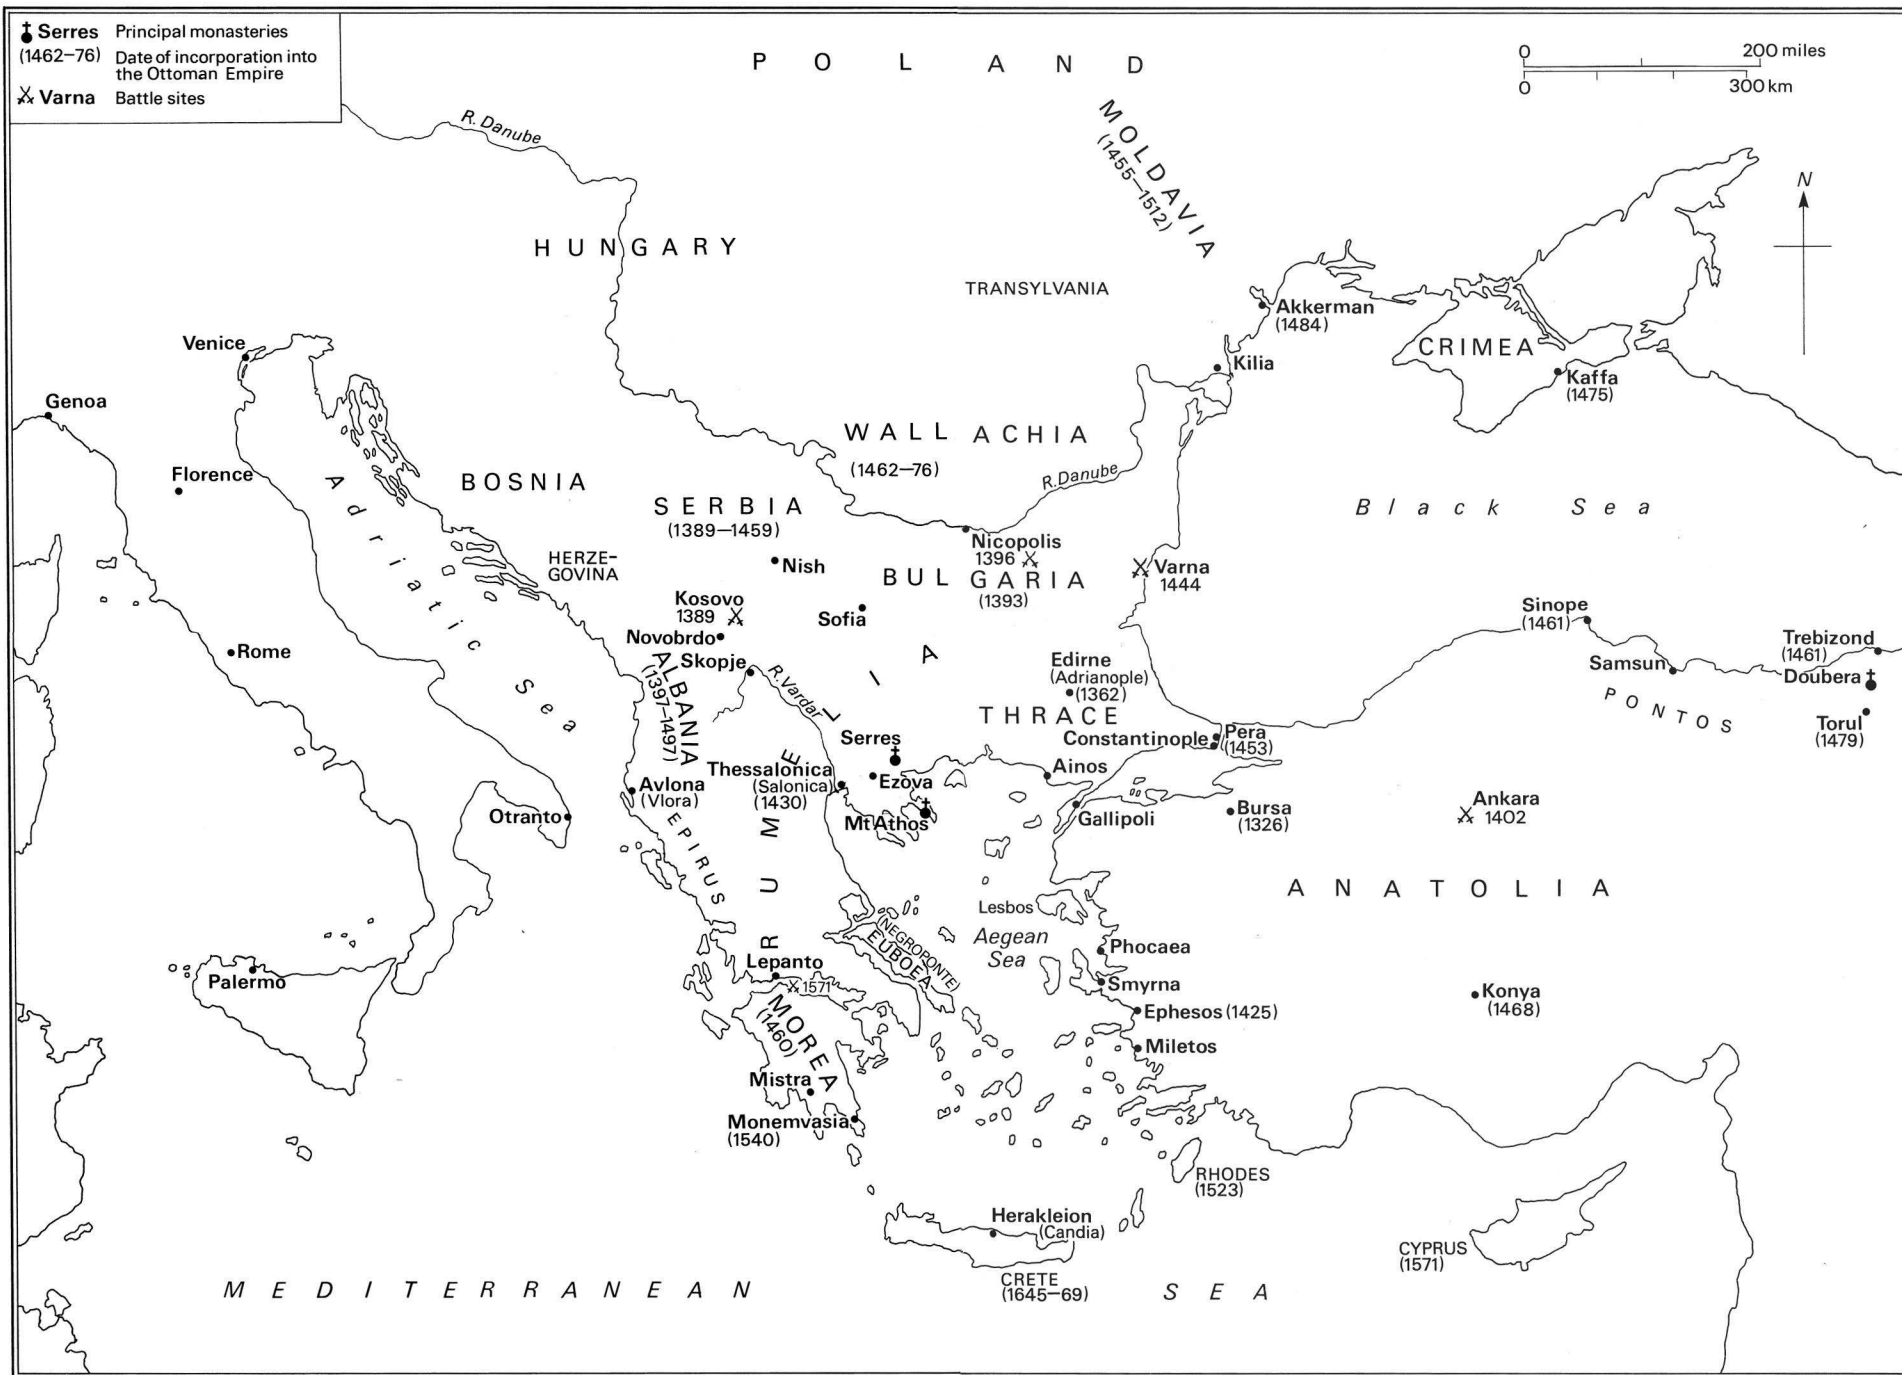 Serres Principal monasteries
(1462–76) Date of incorporation into
the Ottoman Empire
Varna Battle sites
0 200 miles
0 300 km
N
POLAND
MOLDAVIA
(1455–1512)
R. Danube
HUNGARY
TRANSYLVANIA
Akkerman
(1484)
CRIMEA
Kilia
Kaffa
(1475)
Venice
Genoa
Florence
WALLACHIA
(1462–76)
R. Danube
BOSNIA
SERBIA
(1389–1459)
Black Sea
Adriatic Sea
HERZE-
GOVINA
Nish
Nicopolis
1396
BULGARIA
(1393)
Varna
1444
Kosovo
1389
Sofia
Novobrdo
Skopje
R. Vardar
ALBANIA
(1397–1497)
Rome
Sinope
(1461)
Samsun
Trebizond
(1461)
Doubera
PONTOS
Torul
(1479)
Edirne
(Adrianople)
(1362)
THRACE
Constantinople
Pera
(1453)
RUMELIA
Serres
Ezova
Thessalonica
(Salonica)
(1430)
Mt Athos
Ainos
Gallipoli
Bursa
(1326)
Ankara
1402
Avlona
(Vlora)
Otranto
EPIRUS
ANATOLIA
Lesbos
Aegean
Sea
(NEGROPONTE)
EUBOEA
Phocaea
Smyrna
Ephesos (1425)
Miletos
Konya
(1468)
Lepanto
1571
MOREA
(1460)
Mistra
Monemvasia
(1540)
Palermo
RHODES
(1523)
Herakleion
(Candia)
CRETE
(1645–69)
CYPRUS
(1571)
MEDITERRANEAN SEA